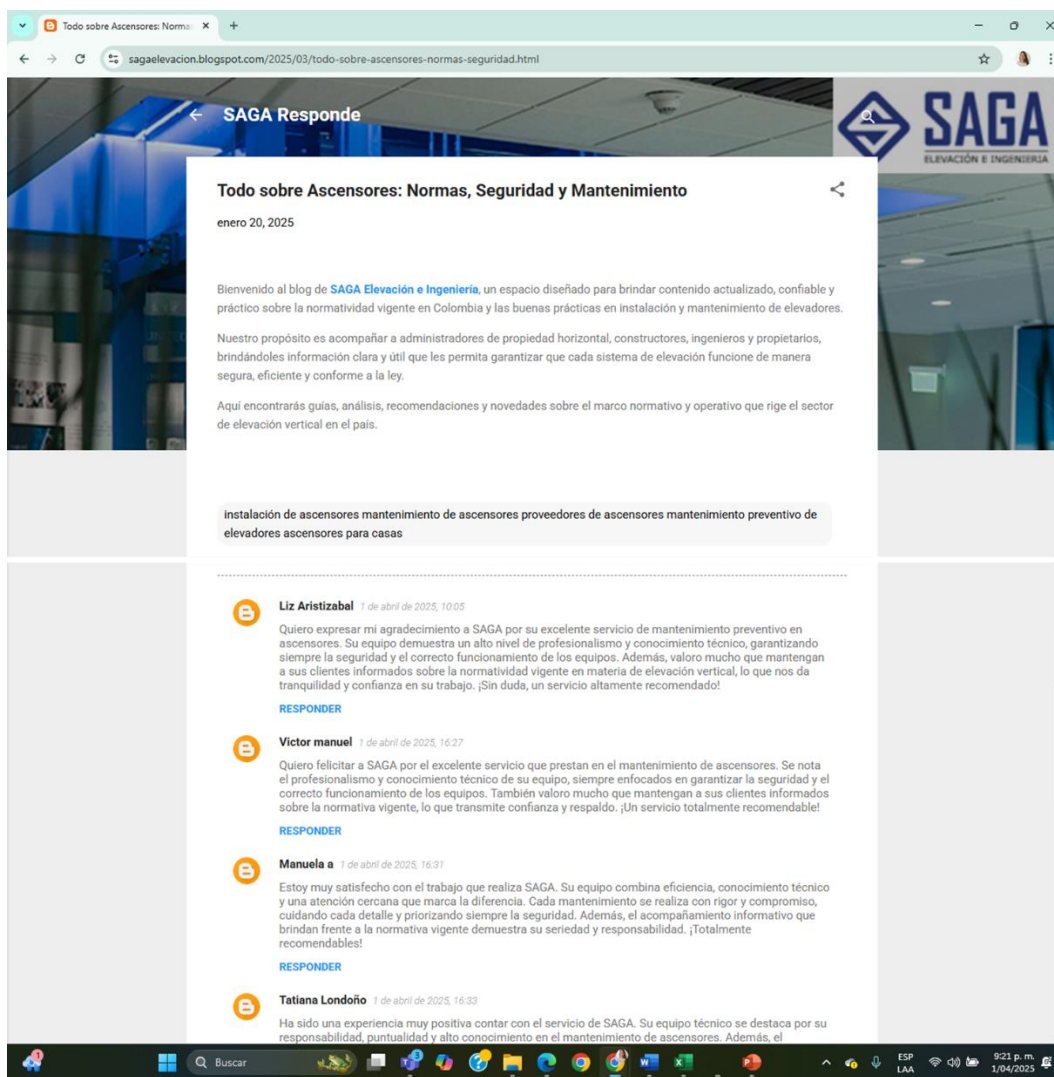 Todo sobre Ascensores: Norma
sagaelevacion.blogspot.com/2025/03/todo-sobre-ascensores-normas-seguridad.html
SAGA Responde
SAGA
ELEVACIÓN E INGENIERIA
Todo sobre Ascensores: Normas, Seguridad y Mantenimiento
enero 20, 2025
Bienvenido al blog de SAGA Elevación e Ingeniería, un espacio diseñado para brindar contenido actualizado, confiable y
práctico sobre la normatividad vigente en Colombia y las buenas prácticas en instalación y mantenimiento de elevadores.
Nuestro propósito es acompañar a administradores de propiedad horizontal, constructores, ingenieros y propietarios,
brindándoles información clara y útil que les permita garantizar que cada sistema de elevación funcione de manera
segura, eficiente y conforme a la ley.
Aquí encontrarás guías, análisis, recomendaciones y novedades sobre el marco normativo y operativo que rige el sector
de elevación vertical en el país.
instalación de ascensores mantenimiento de ascensores proveedores de ascensores mantenimiento preventivo de
elevadores ascensores para casas
Liz Aristizabal 1 de abril de 2025, 10:05
Quiero expresar mi agradecimiento a SAGA por su excelente servicio de mantenimiento preventivo en
ascensores. Su equipo demuestra un alto nivel de profesionalismo y conocimiento técnico, garantizando
siempre la seguridad y el correcto funcionamiento de los equipos. Además, valoro mucho que mantengan
a sus clientes informados sobre la normatividad vigente en materia de elevación vertical, lo que nos da
tranquilidad y confianza en su trabajo. ¡Sin duda, un servicio altamente recomendado!
RESPONDER
Victor manuel 1 de abril de 2025, 16:27
Quiero felicitar a SAGA por el excelente servicio que prestan en el mantenimiento de ascensores. Se nota
el profesionalismo y conocimiento técnico de su equipo, siempre enfocados en garantizar la seguridad y el
correcto funcionamiento de los equipos. También valoro mucho que mantengan a sus clientes informados
sobre la normativa vigente, lo que transmite confianza y respaldo. ¡Un servicio totalmente recomendable!
RESPONDER
Manuela a 1 de abril de 2025, 16:31
Estoy muy satisfecho con el trabajo que realiza SAGA. Su equipo combina eficiencia, conocimiento técnico
y una atención cercana que marca la diferencia. Cada mantenimiento se realiza con rigor y compromiso,
cuidando cada detalle y priorizando siempre la seguridad. Además, el acompañamiento informativo que
brindan frente a la normativa vigente demuestra su seriedad y responsabilidad. ¡Totalmente
recomendables!
RESPONDER
Tatiana Londoño 1 de abril de 2025, 16:33
Ha sido una experiencia muy positiva contar con el servicio de SAGA. Su equipo técnico se destaca por su
responsabilidad, puntualidad y alto conocimiento en el mantenimiento de ascensores. Además, el
Buscar
ESP
LAA
9:21 p. m.
1/04/2025